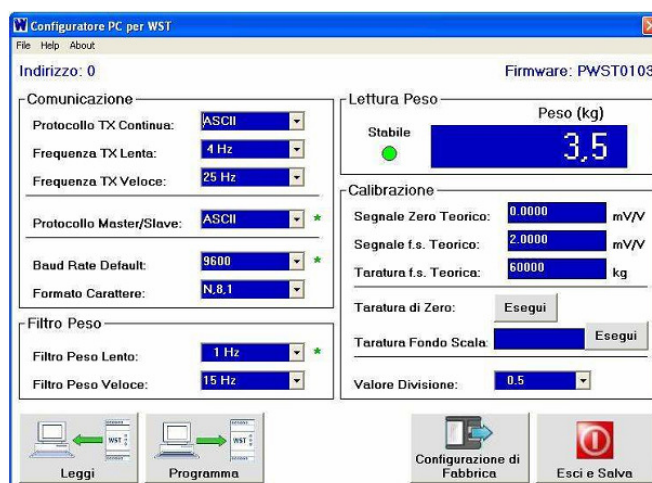 Configuratore PC per WST
File Help About
Indirizzo: 0
Firmware: PWST0103
Comunicazione
Protocollo TX Continua: ASCII
Frequenza TX Lenta: 4 Hz
Frequenza TX Veloce: 25 Hz
Protocollo Master/Slave: ASCII *
Baud Rate Default: 9600 *
Formato Carattere: N,8,1
Filtro Peso
Filtro Peso Lento: 1 Hz *
Filtro Peso Veloce: 15 Hz
Lettura Peso
Peso (kg)
Stabile
3,5
Calibrazione
Segnale Zero Teorico: 0.0000 mV/V
Segnale f.s. Teorico: 2.0000 mV/V
Taratura f.s. Teorica: 60000 kg
Taratura di Zero: Esegui
Taratura Fondo Scala: Esegui
Valore Divisione: 0.5
WST
Leggi
WST
Programma
Configurazione di
Fabbrica
Esci e Salva